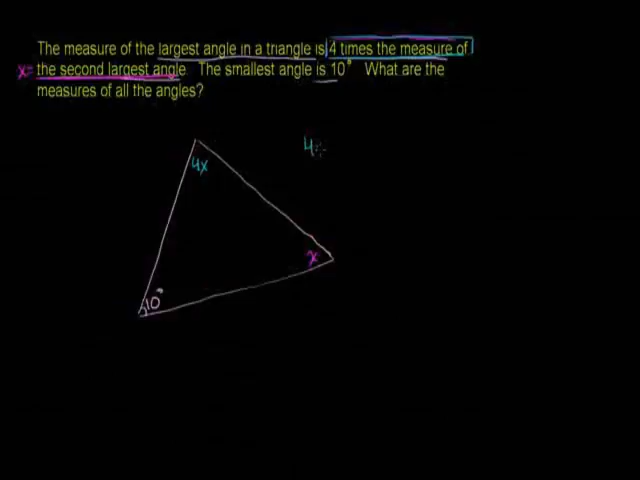 The measure of the largest angle in a triangle is 4 times the measure of
x= the second largest angle. The smallest angle is 10° What are the
measures of all the angles?
4x
4x
x
10°